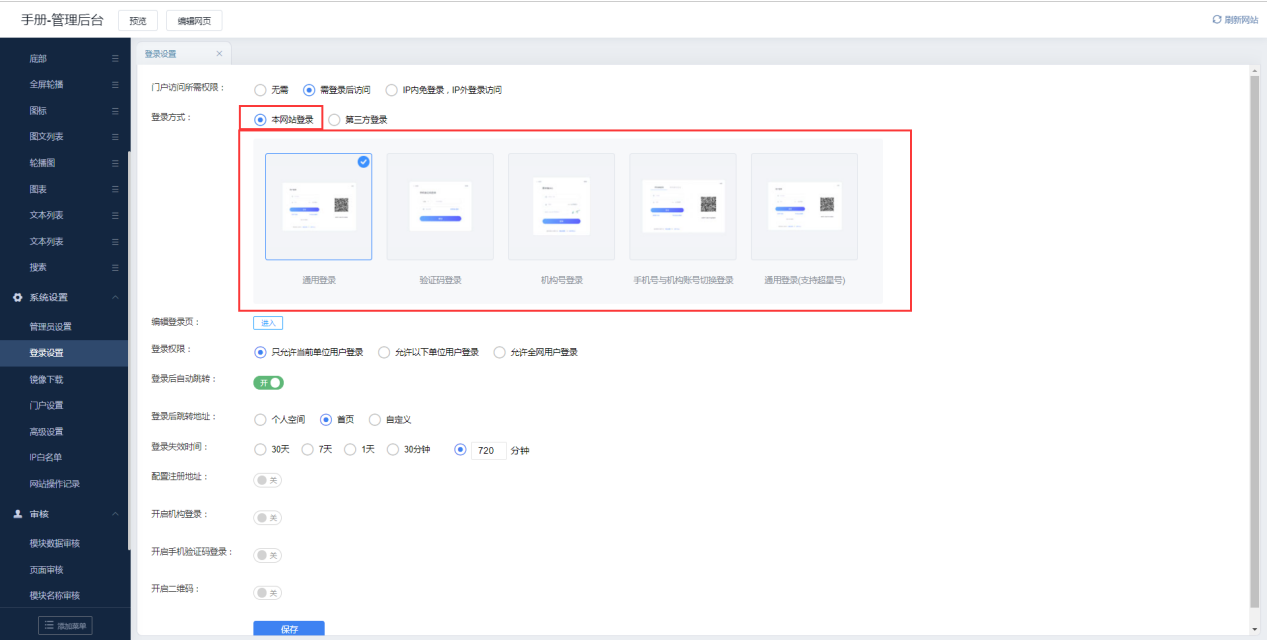 手册-管理后台 预览 编辑网页 刷新网站
登录设置 ×
底部
全屏轮播
图标
图文列表
轮播图
图表
文本列表
文本列表
搜索
系统设置
管理员设置
登录设置
镜像下载
门户设置
高级设置
IP白名单
网站操作记录
审核
模块数据审核
页面审核
模块名称审核
添加菜单
门户访问所需权限： 无需 需登录后访问 IP内免登录，IP外登录访问
登录方式： 本网站登录 第三方登录
通用登录 验证码登录 机构号登录 手机号与机构账号切换登录 通用登录(支持超星号)
编辑登录页： 进入
登录权限： 只允许当前单位用户登录 允许以下单位用户登录 允许全网用户登录
登录后自动跳转： 开
登录后跳转地址： 个人空间 首页 自定义
登录失效时间： 30天 7天 1天 30分钟 720 分钟
配置注册地址： 关
开启机构登录： 关
开启手机验证码登录： 关
开启二维码： 关
保存